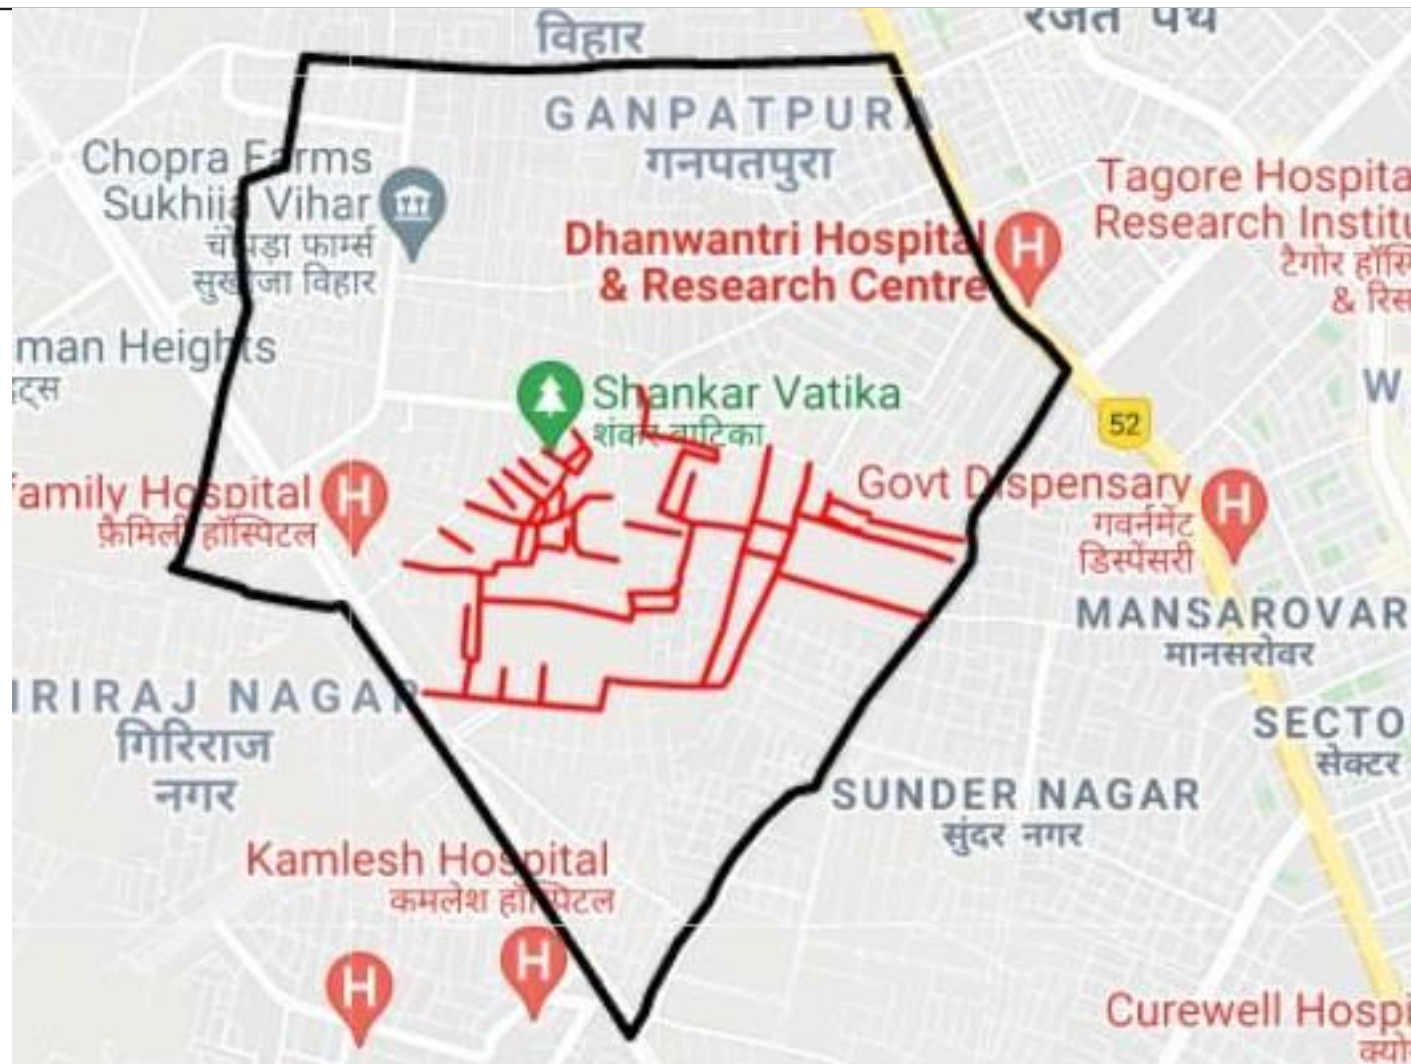 विहार
रजत पथ
GANPATPURA
गनपतपुरा
Chopra Farms
Sukhija Vihar
चोपड़ा फार्म्स
सुखीजा विहार
Tagore Hospita
Research Institu
टैगोर हॉस्पि
& रिस
Dhanwantri Hospital
& Research Centre
H
man Heights
इट्स
Shankar Vatika
शंकर वाटिका
W
52
family Hospital
फ़ैमिली हॉस्पिटल
H
Govt Dispensary
गवर्नमेंट
डिस्पेंसरी
H
MANSAROVAR
मानसरोवर
IRIRAJ NAGAR
गिरिराज
नगर
SECTO
सेक्टर
SUNDER NAGAR
सुंदर नगर
Kamlesh Hospital
कमलेश हॉस्पिटल
H
H
Curewell Hospi
क्यो